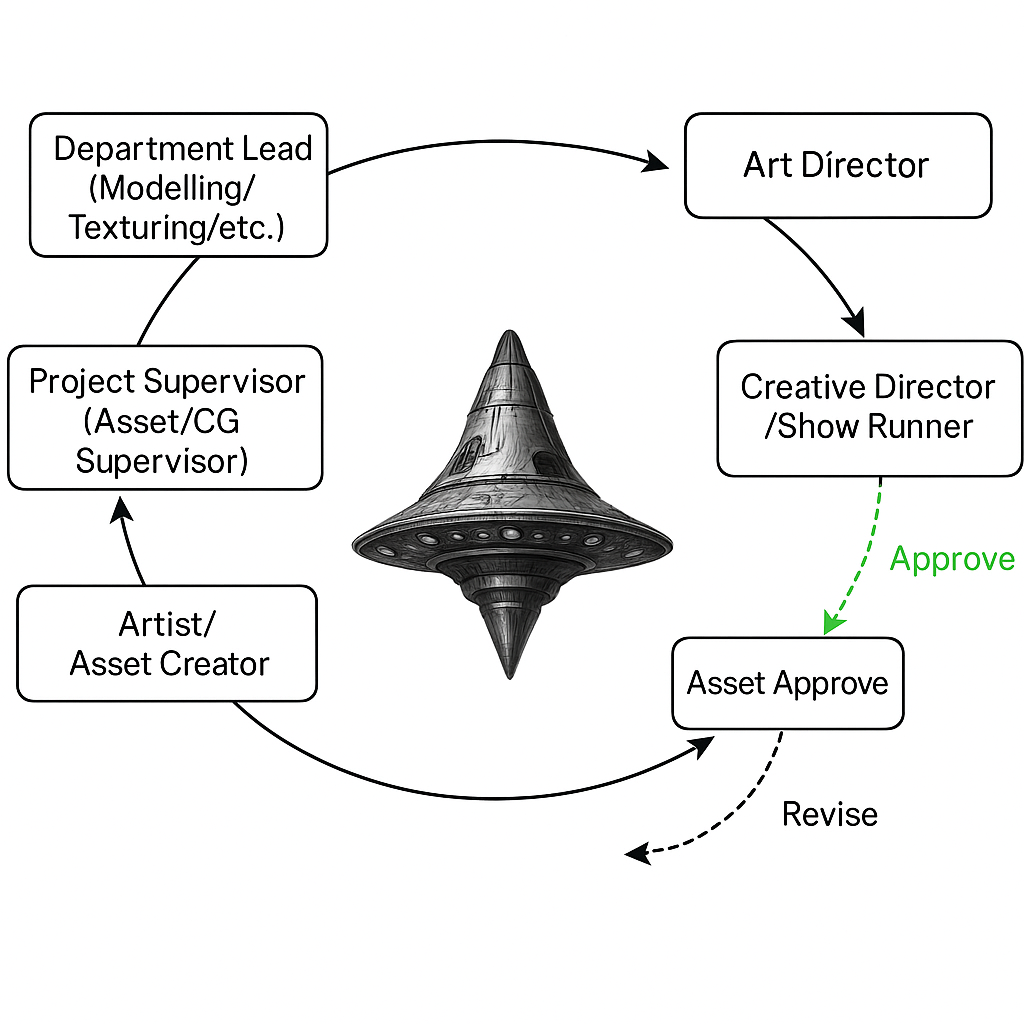 Department Lead
(Modelling/
Texturing/etc.)
Art Director
Project Supervisor
(Asset/CG
Supervisor)
Creative Director
/Show Runner
Approve
Artist/
Asset Creator
Asset Approve
Revise